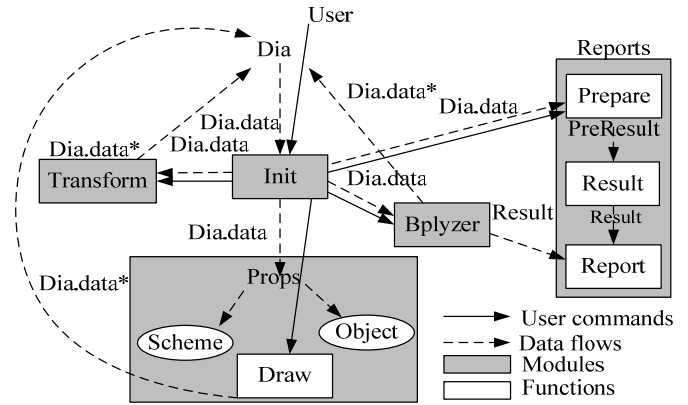 User
Dia
Reports
Dia.data*
Dia.data
Prepare
Dia.data
PreResult
Dia.data*
Dia.data
Transform
Init
Dia.data
Result
Result
Result
Bplyzer
Dia.data
Report
Props
Dia.data*
Scheme
Object
Draw
User commands
Data flows
Modules
Functions